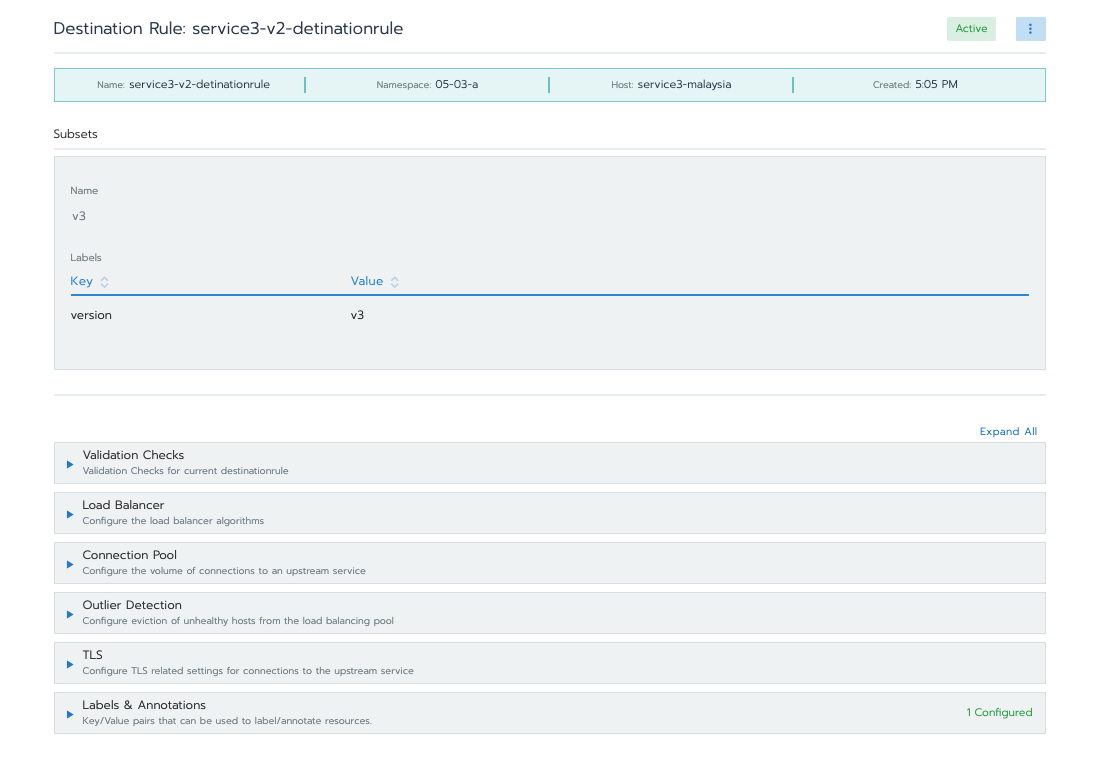 Destination Rule: service3-v2-detinationrule
Active
Name: service3-v2-detinationrule Namespace: 05-03-a Host: service3-malaysia Created: 5:05 PM
Subsets
Name
v3
Labels
Key Value
version v3
Expand All
Validation Checks
Validation Checks for current destinationrule
Load Balancer
Configure the load balancer algorithms
Connection Pool
Configure the volume of connections to an upstream service
Outlier Detection
Configure eviction of unhealthy hosts from the load balancing pool
TLS
Configure TLS related settings for connections to the upstream service
Labels & Annotations
Key/Value pairs that can be used to label/annotate resources.
1 Configured